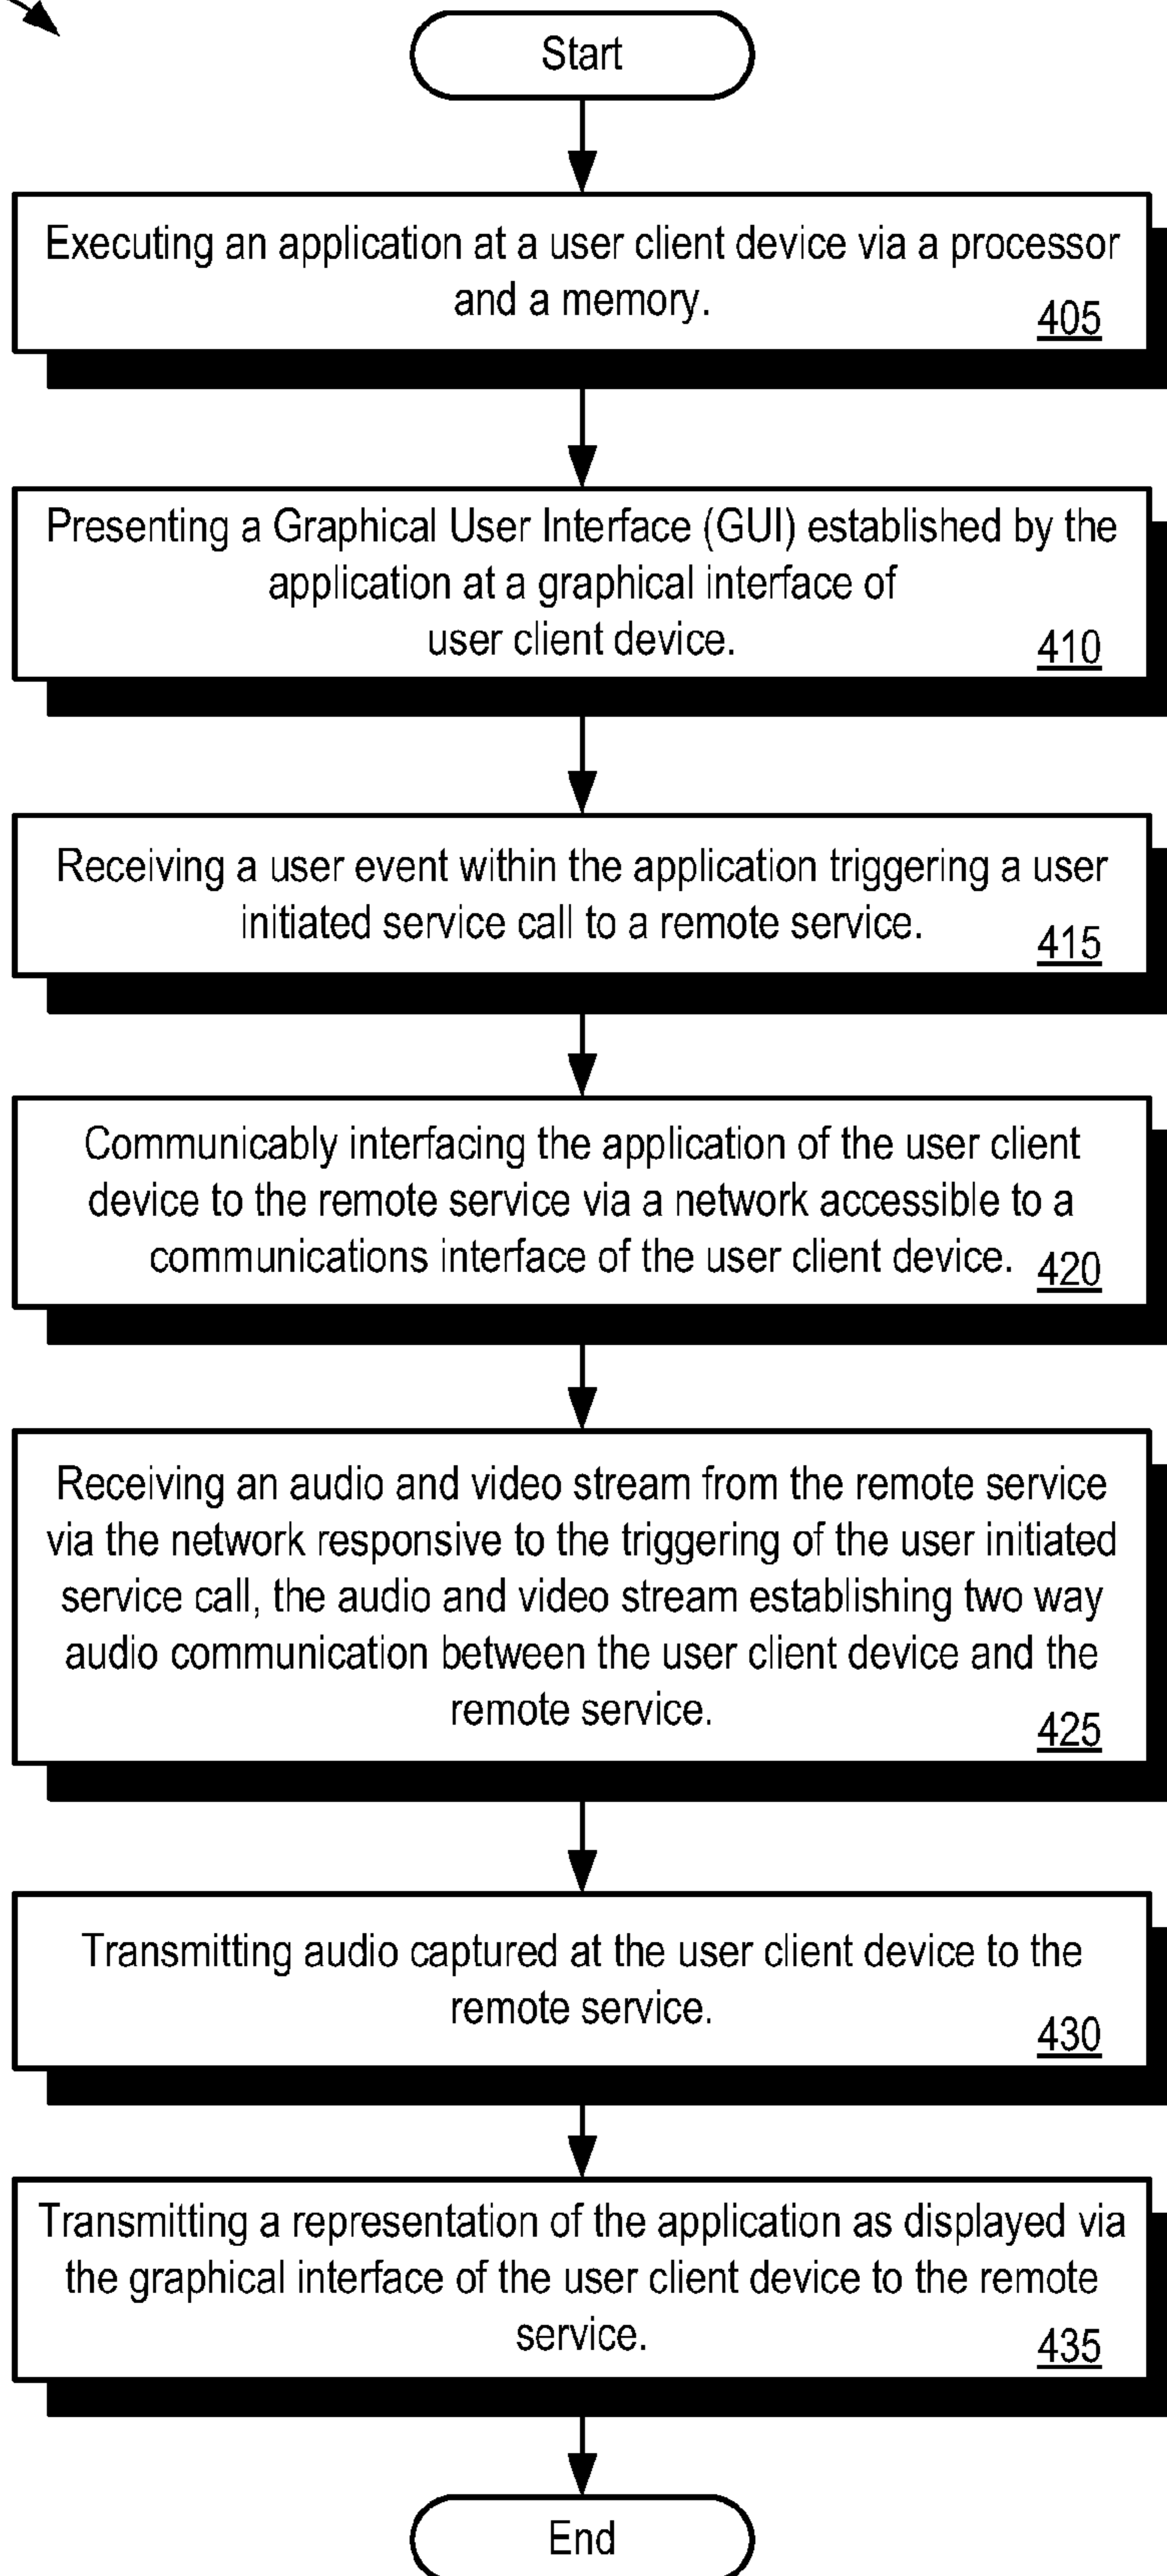 Start
Executing an application at a user client device via a processor
and a memory.
405
Presenting a Graphical User Interface (GUI) established by the
application at a graphical interface of
user client device.
410
Receiving a user event within the application triggering a user
initiated service call to a remote service.
415
Communicably interfacing the application of the user client
device to the remote service via a network accessible to a
communications interface of the user client device.
420
Receiving an audio and video stream from the remote service
via the network responsive to the triggering of the user initiated
service call, the audio and video stream establishing two way
audio communication between the user client device and the
remote service.
425
Transmitting audio captured at the user client device to the
remote service.
430
Transmitting a representation of the application as displayed via
the graphical interface of the user client device to the remote
service.
435
End